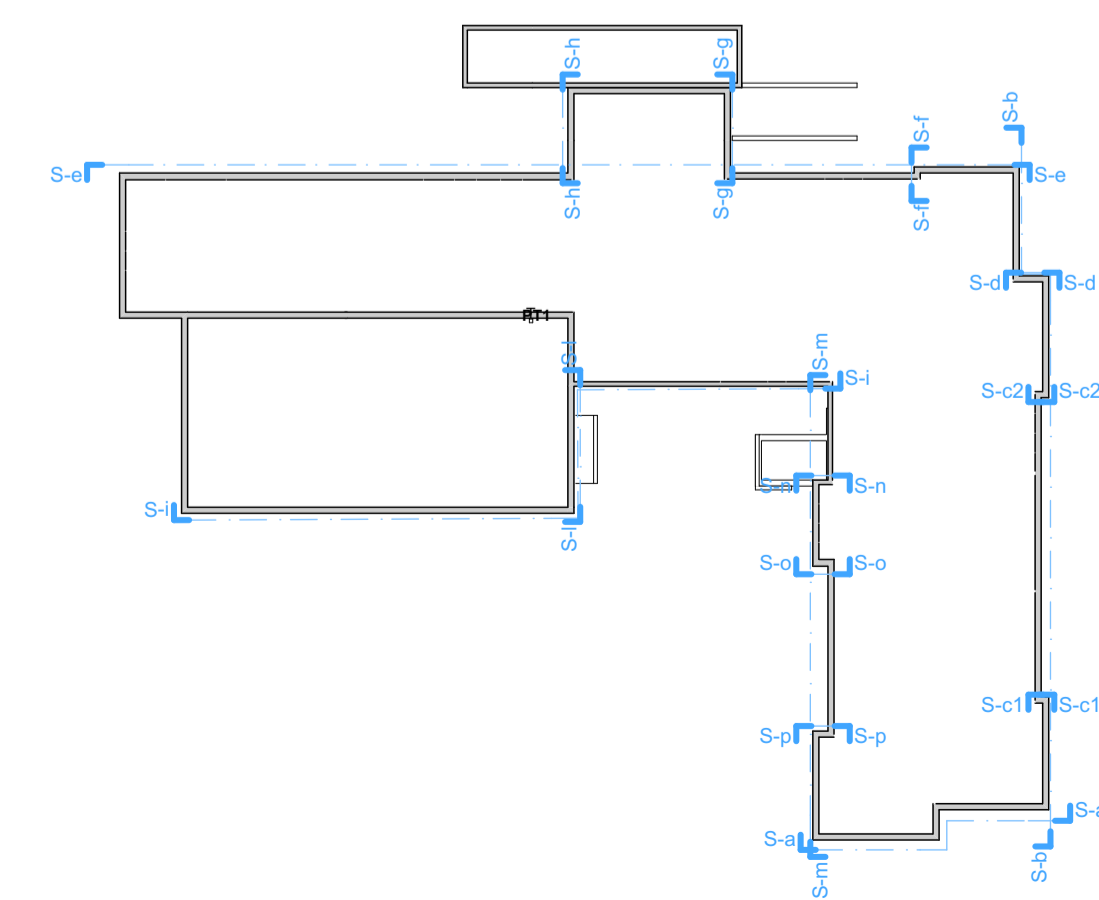 S-h
S-g
S-b
S-f
S-e
S-e
S-h
S-g
S-f
S-d
S-d
PT1
S-l
S-m
S-i
S-c2
S-c2
S-n
S-n
S-i
S-l
S-o
S-o
S-c1
S-c1
S-p
S-p
S-a
S-a
S-m
S-b